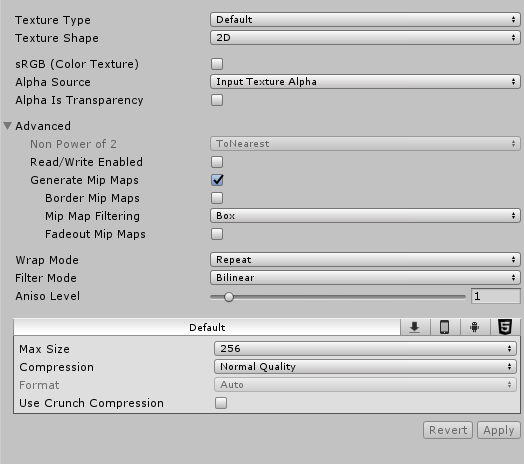 Texture Type Default
Texture Shape 2D
sRGB (Color Texture)
Alpha Source Input Texture Alpha
Alpha Is Transparency
Advanced
Non Power of 2 ToNearest
Read/Write Enabled
Generate Mip Maps
Border Mip Maps
Mip Map Filtering Box
Fadeout Mip Maps
Wrap Mode Repeat
Filter Mode Bilinear
Aniso Level 1
Default 5
Max Size 256
Compression Normal Quality
Format Auto
Use Crunch Compression
Revert Apply